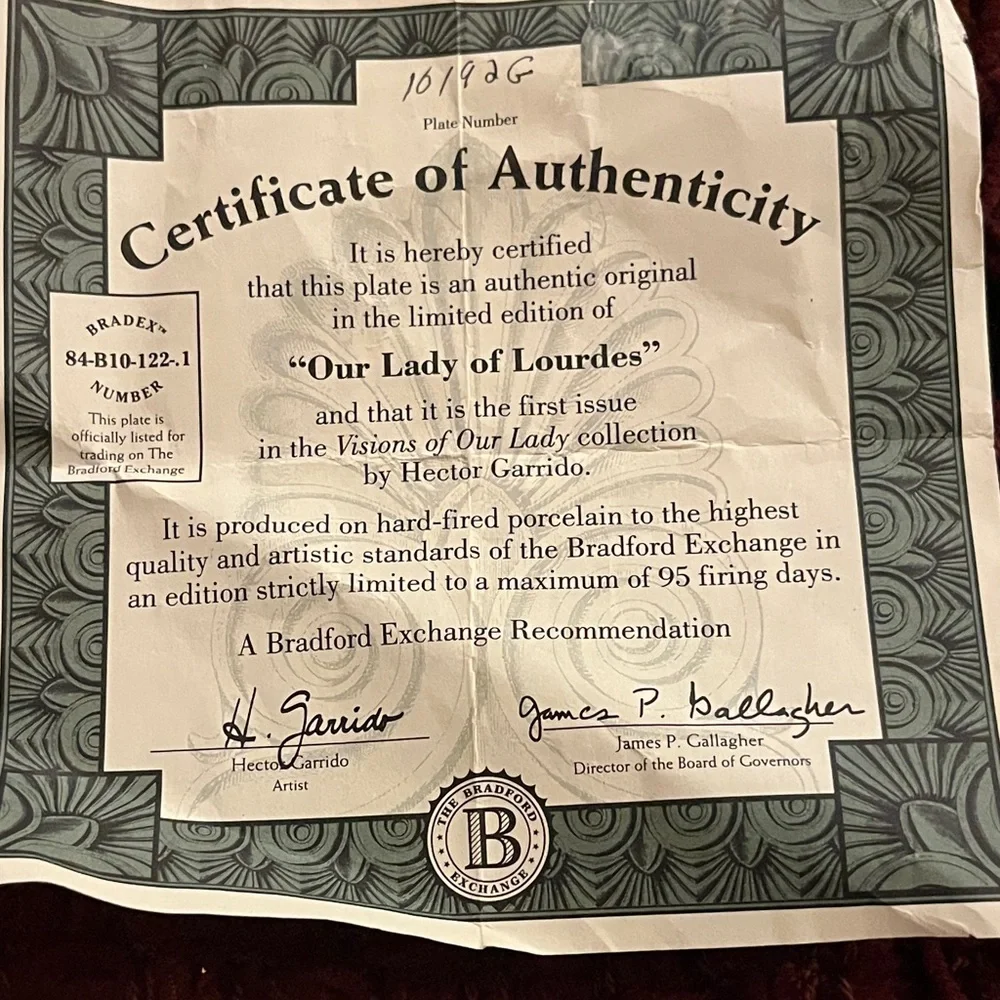 16192G
Plate Number
Certificate of Authenticity
It is hereby certified
that this plate is an authentic original
in the limited edition of
“Our Lady of Lourdes”
and that it is the first issue
in the Visions of Our Lady collection
by Hector Garrido.
BRADEX™
84-B10-122-.1
NUMBER
This plate is
officially listed for
trading on The
Bradford Exchange
It is produced on hard-fired porcelain to the highest
quality and artistic standards of the Bradford Exchange in
an edition strictly limited to a maximum of 95 firing days.
A Bradford Exchange Recommendation
H. Garrido
Hector Garrido
Artist
James P. Gallagher
James P. Gallagher
Director of the Board of Governors
THE BRADFORD
B
EXCHANGE